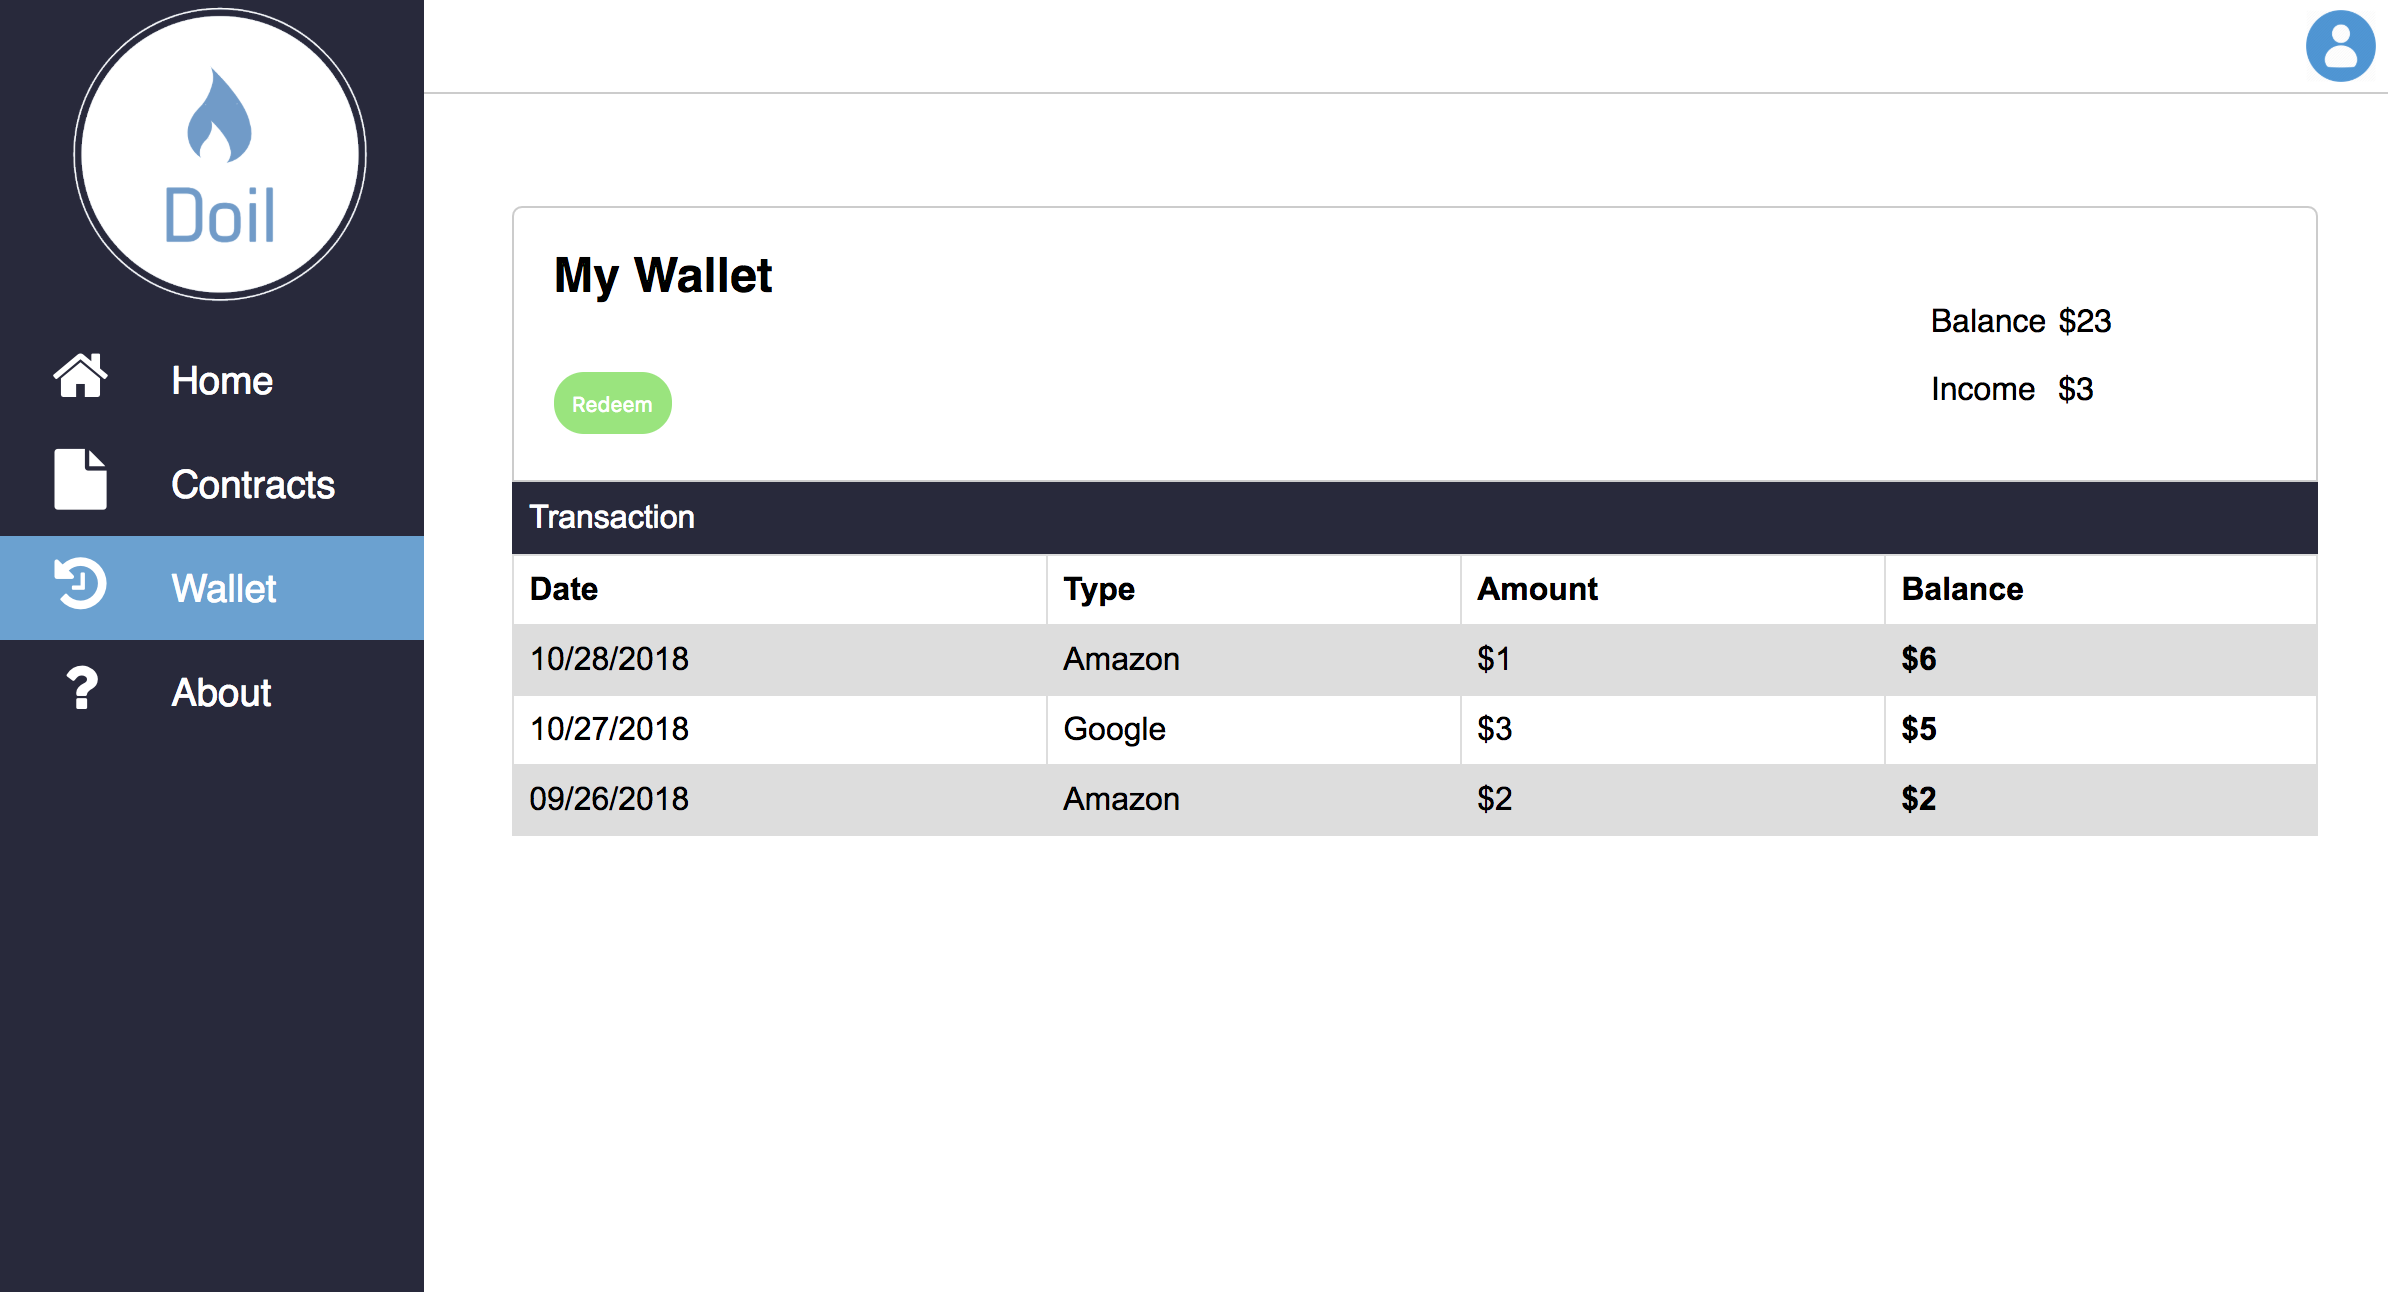 Doil
Home
Contracts
Wallet
About
My Wallet
Balance $23
Income $3
Redeem
Transaction
Date Type Amount Balance
10/28/2018 Amazon $1 $6
10/27/2018 Google $3 $5
09/26/2018 Amazon $2 $2